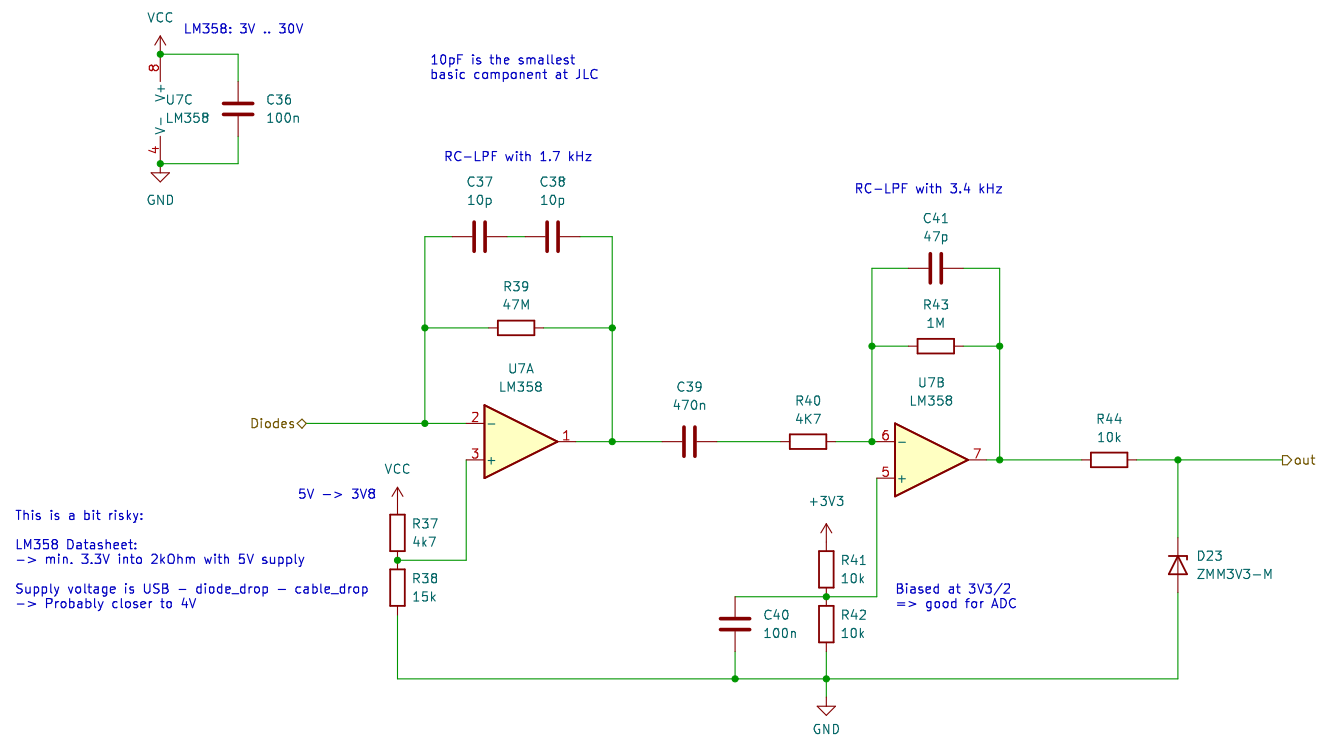 VCC
LM358: 3V .. 30V
8
V+
U7C
LM358
V-
4
C36
100n
GND
10pF is the smallest
basic component at JLC
RC-LPF with 1.7 kHz
C37
10p
C38
10p
R39
47M
U7A
LM358
Diodes
2
-
3
+
1
VCC
5V -> 3V8
R37
4k7
R38
15k
This is a bit risky:
LM358 Datasheet:
-> min. 3.3V into 2kOhm with 5V supply
Supply voltage is USB - diode_drop - cable_drop
-> Probably closer to 4V
C39
470n
R40
4K7
RC-LPF with 3.4 kHz
C41
47p
R43
1M
U7B
LM358
6
-
5
+
7
+3V3
R41
10k
R42
10k
C40
100n
GND
Biased at 3V3/2
=> good for ADC
R44
10k
out
D23
ZMM3V3-M